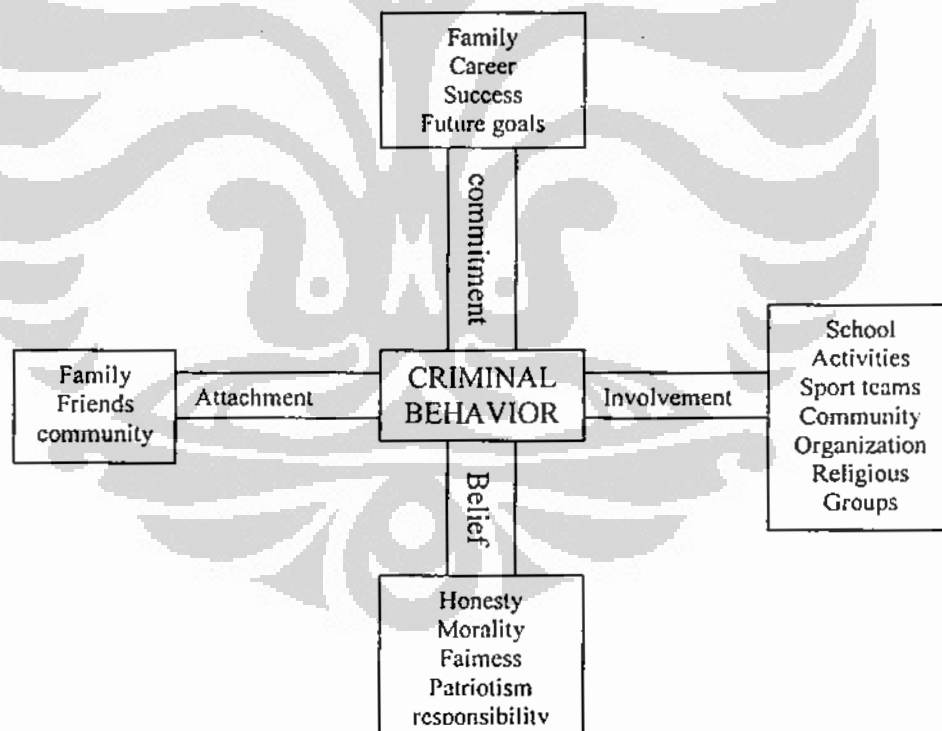 Family
Career
Success
Future goals
commitment
Family
Friends
community
Attachment
CRIMINAL
BEHAVIOR
Involvement
School
Activities
Sport teams
Community
Organization
Religious
Groups
Belief
Honesty
Morality
Fairness
Patriotism
responsibility